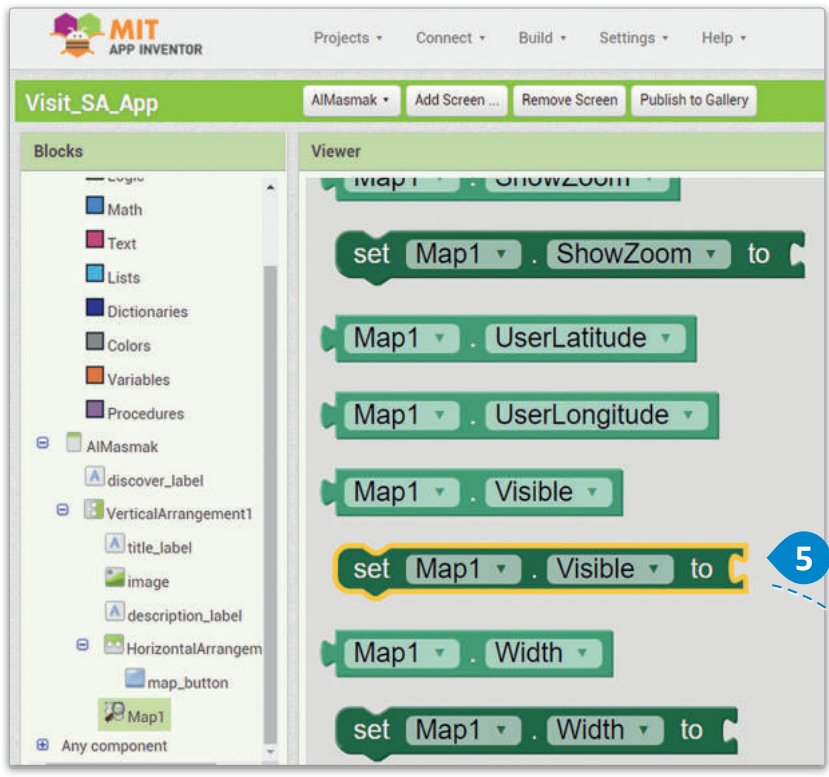 MIT
APP INVENTOR
Projects Connect Build Settings Help
Visit_SA_App
AlMasmak Add Screen ... Remove Screen Publish to Gallery
Blocks
Logic
Math
Text
Lists
Dictionaries
Colors
Variables
Procedures
AlMasmak
discover_label
VerticalArrangement1
title_label
image
description_label
HorizontalArrangem
map_button
Map1
Any component
Viewer
Map1 . ShowZoom
set Map1 . ShowZoom to
Map1 . UserLatitude
Map1 . UserLongitude
Map1 . Visible
set Map1 . Visible to
5
Map1 . Width
set Map1 . Width to